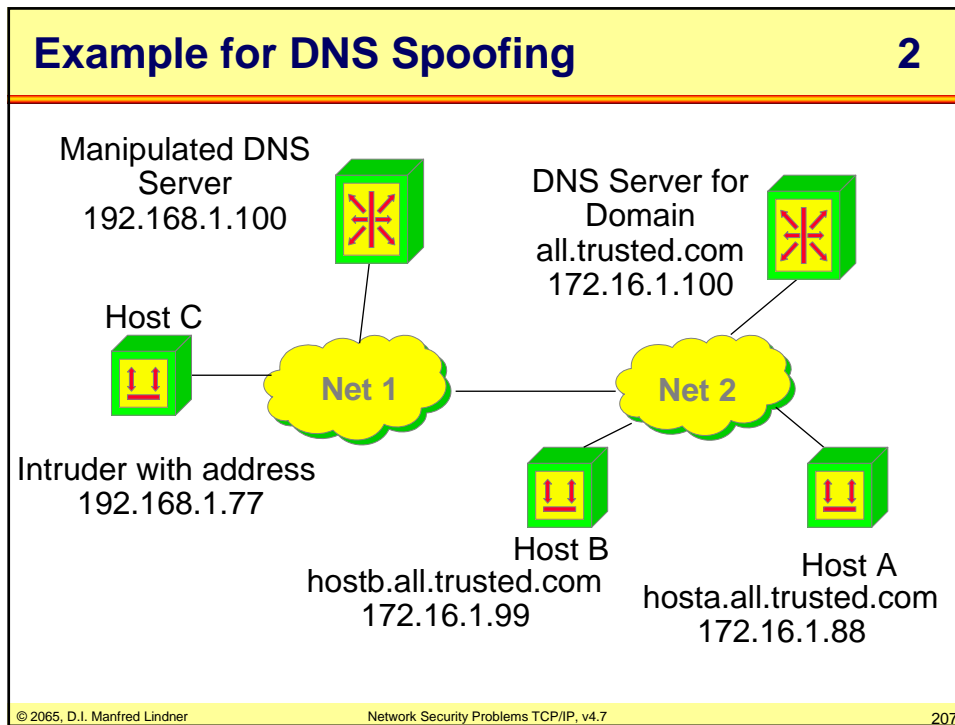 Example for DNS Spoofing 2
Manipulated DNS
Server
192.168.1.100
DNS Server for
Domain
all.trusted.com
172.16.1.100
Host C
Net 1
Net 2
Intruder with address
192.168.1.77
Host B
hostb.all.trusted.com
172.16.1.99
Host A
hosta.all.trusted.com
172.16.1.88
© 2065, D.I. Manfred Lindner Network Security Problems TCP/IP, v4.7 207